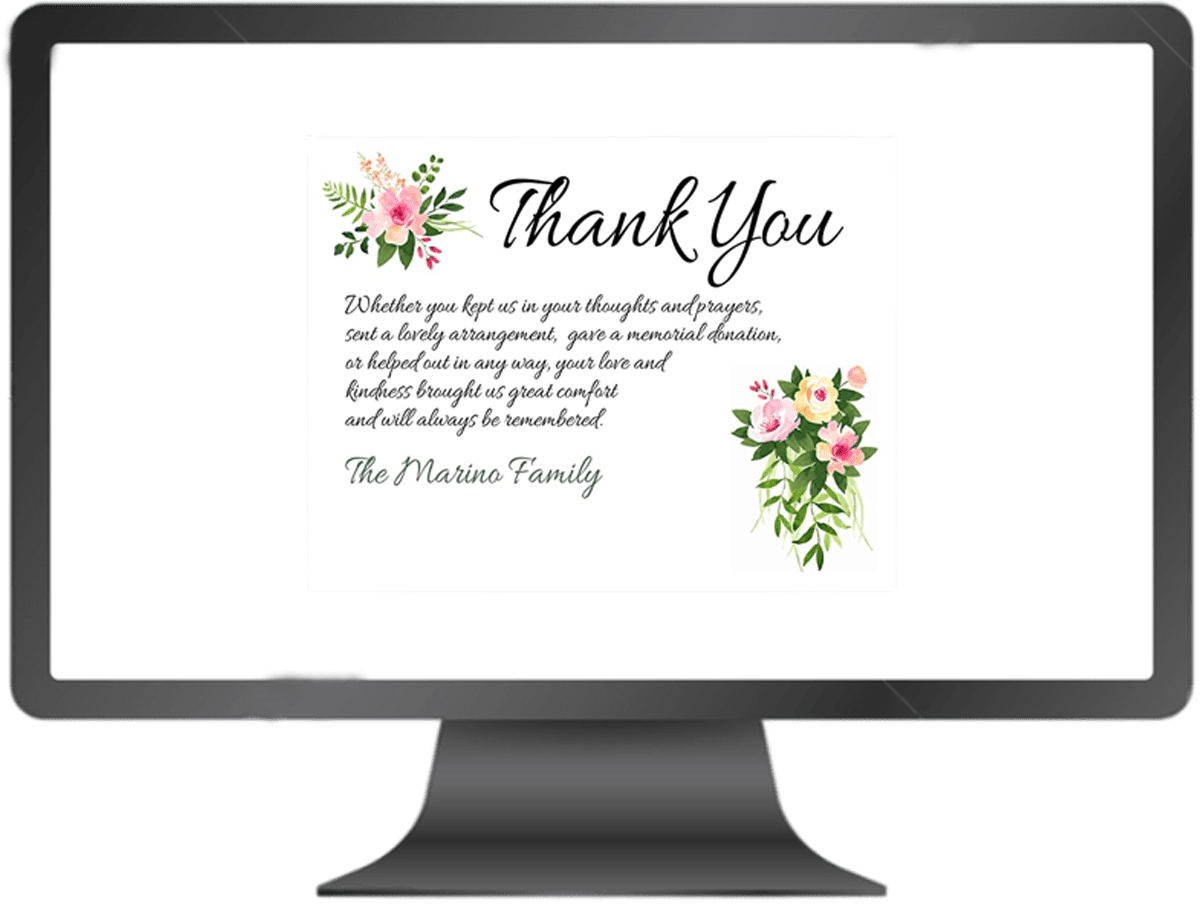 Thank You
Whether you kept us in your thoughts and prayers,
sent a lovely arrangement, gave a memorial donation,
or helped out in any way, your love and
kindness brought us great comfort
and will always be remembered.
The Marino Family